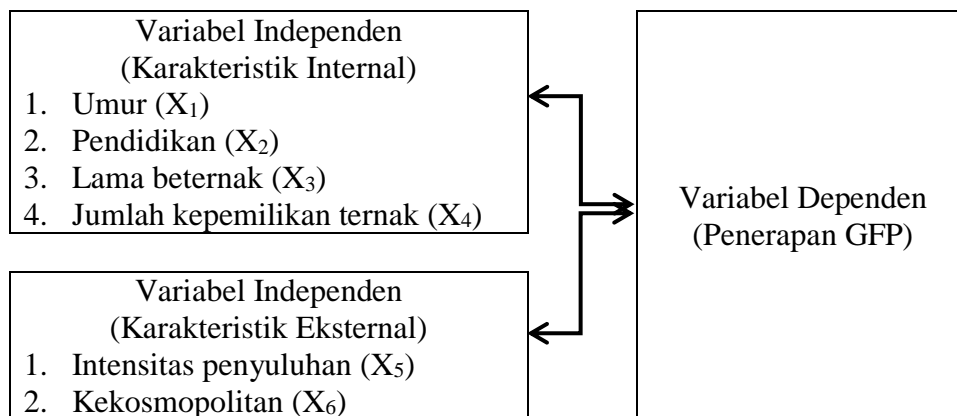 Variabel Independen
(Karakteristik Internal)
1. Umur (X₁)
2. Pendidikan (X₂)
3. Lama beternak (X₃)
4. Jumlah kepemilikan ternak (X₄)
Variabel Independen
(Karakteristik Eksternal)
1. Intensitas penyuluhan (X₅)
2. Kekosmopolitan (X₆)
Variabel Dependen
(Penerapan GFP)